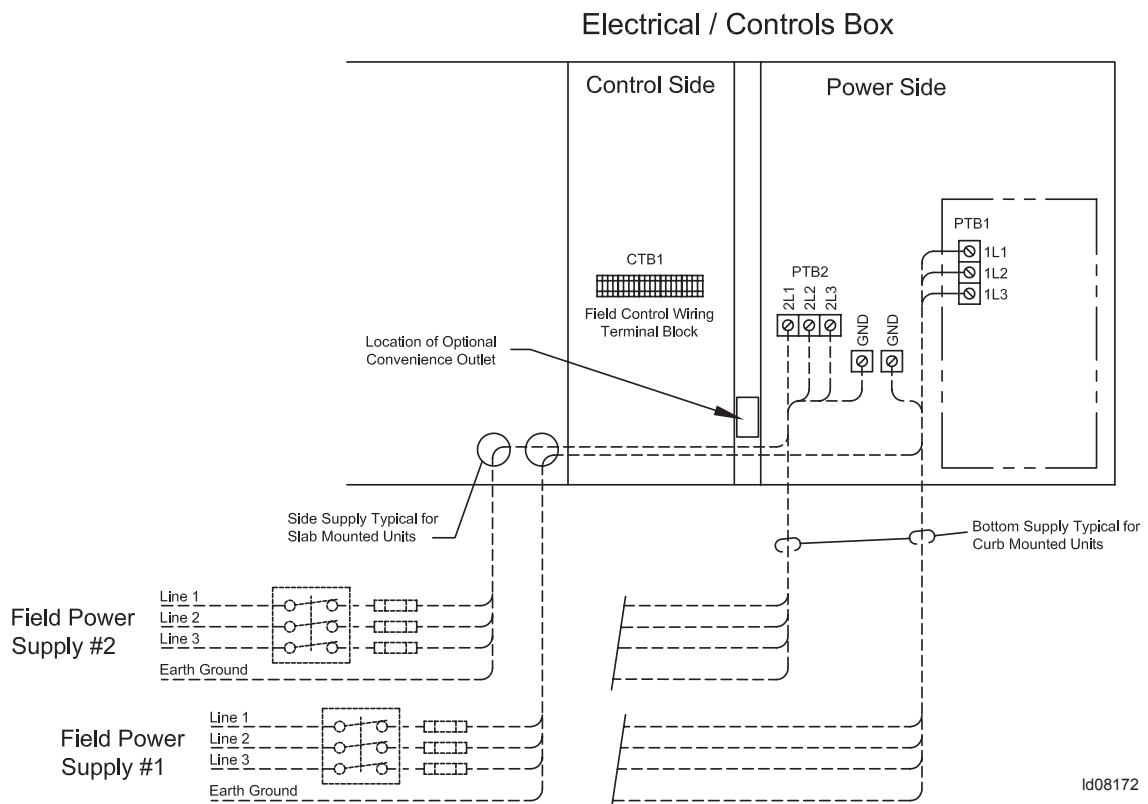 Electrical / Controls Box
Control Side
Power Side
PTB1
1L1
1L2
1L3
CTB1
Field Control Wiring
Terminal Block
PTB2
2L1
2L2
2L3
GND
GND
Location of Optional
Convenience Outlet
Side Supply Typical for
Slab Mounted Units
Bottom Supply Typical for
Curb Mounted Units
Field Power
Supply #2
Line 1
Line 2
Line 3
Earth Ground
Field Power
Supply #1
Line 1
Line 2
Line 3
Earth Ground
ld08172